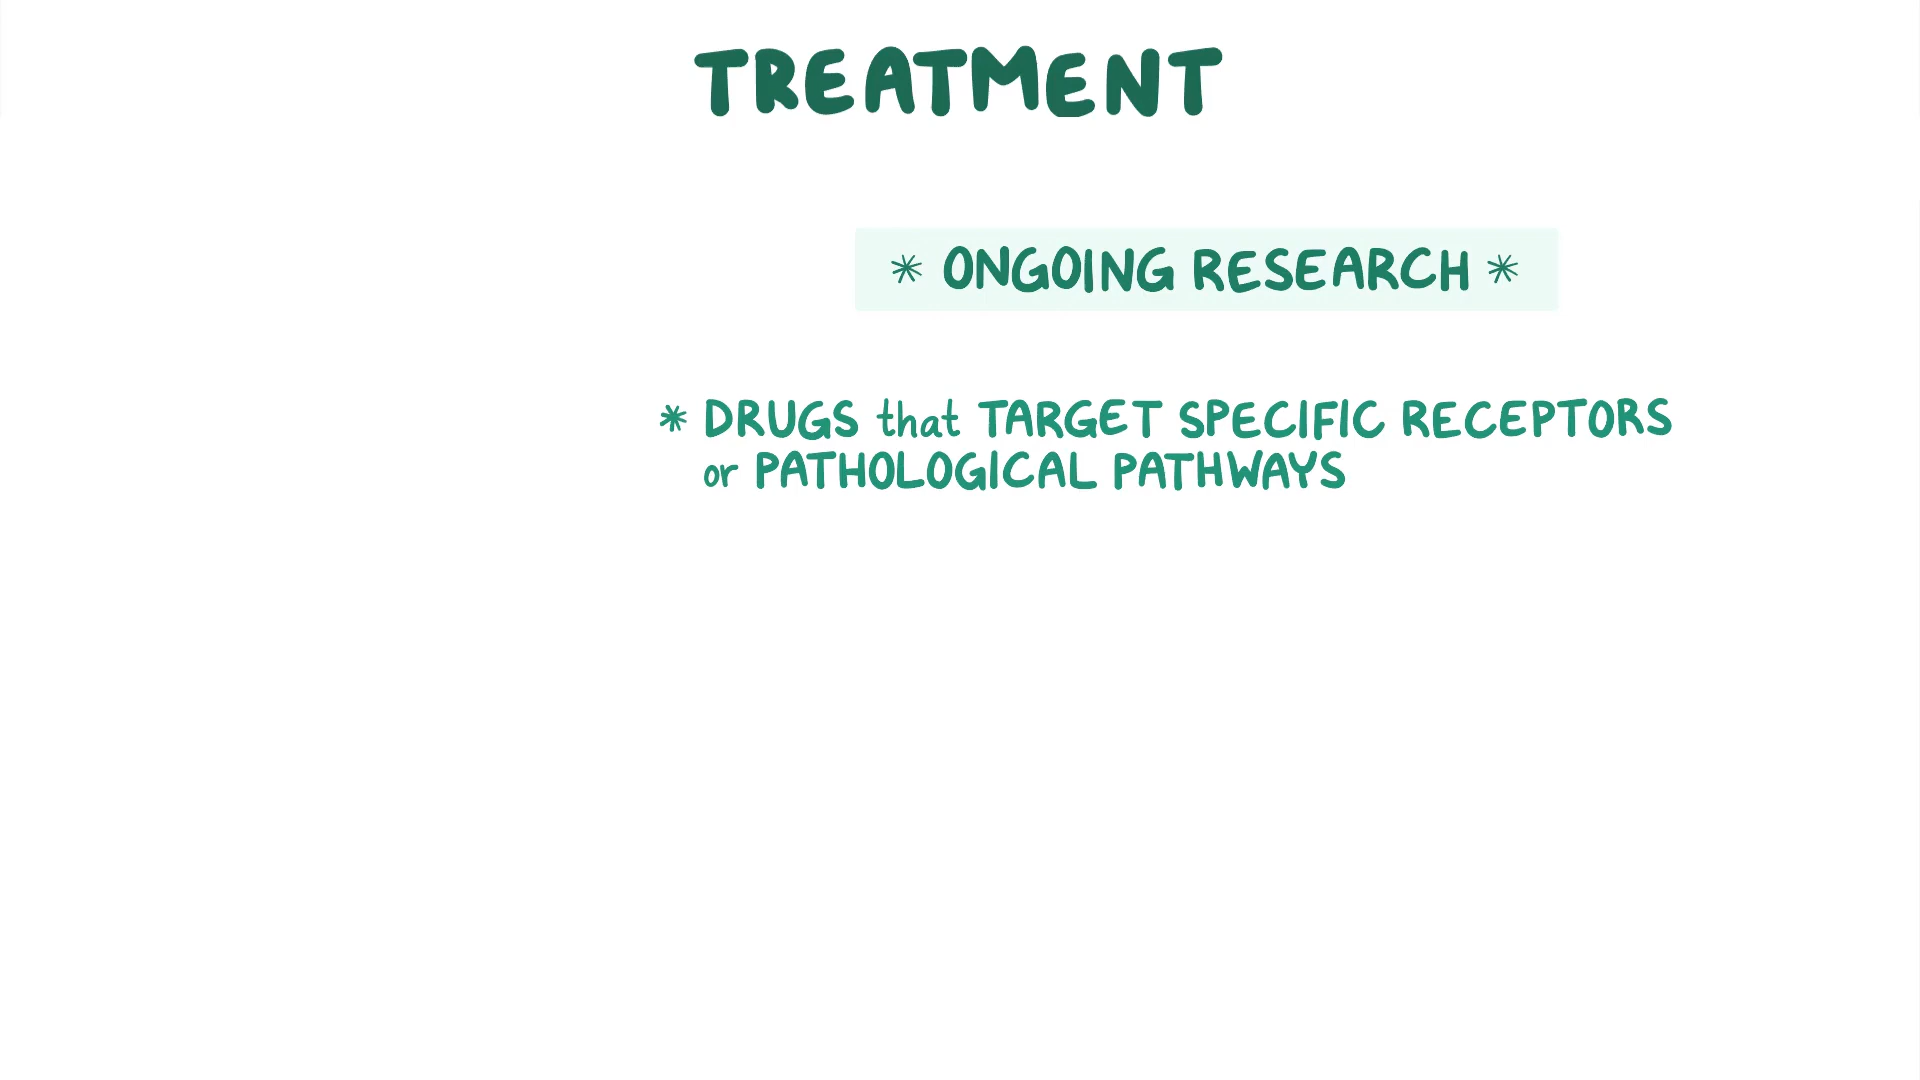 TREATMENT
* ONGOING RESEARCH *
* DRUGS that TARGET SPECIFIC RECEPTORS
or PATHOLOGICAL PATHWAYS